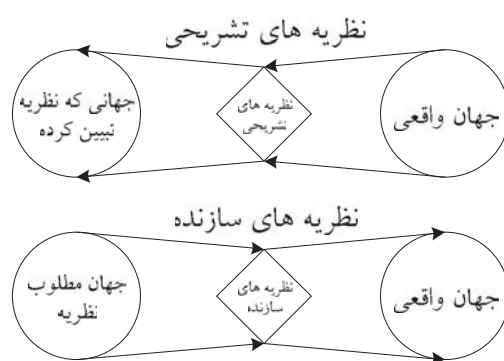 نظریه های تشریحی
جهان واقعی
نظریه های
تشریحی
جهانی که نظریه
تبیین کرده
نظریه های سازنده
جهان واقعی
نظریه های
سازنده
جهان مطلوب
نظریه